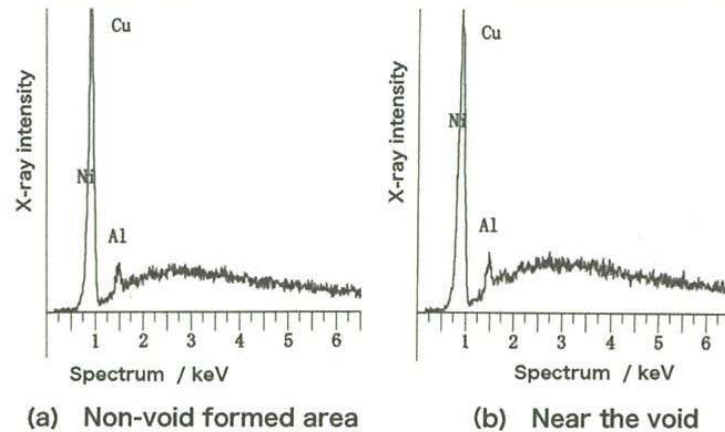 X-ray intensity
Cu
Ni
Al
1 2 3 4 5 6
Spectrum / keV
(a) Non-void formed area
X-ray intensity
Cu
Ni
Al
1 2 3 4 5 6
Spectrum / keV
(b) Near the void